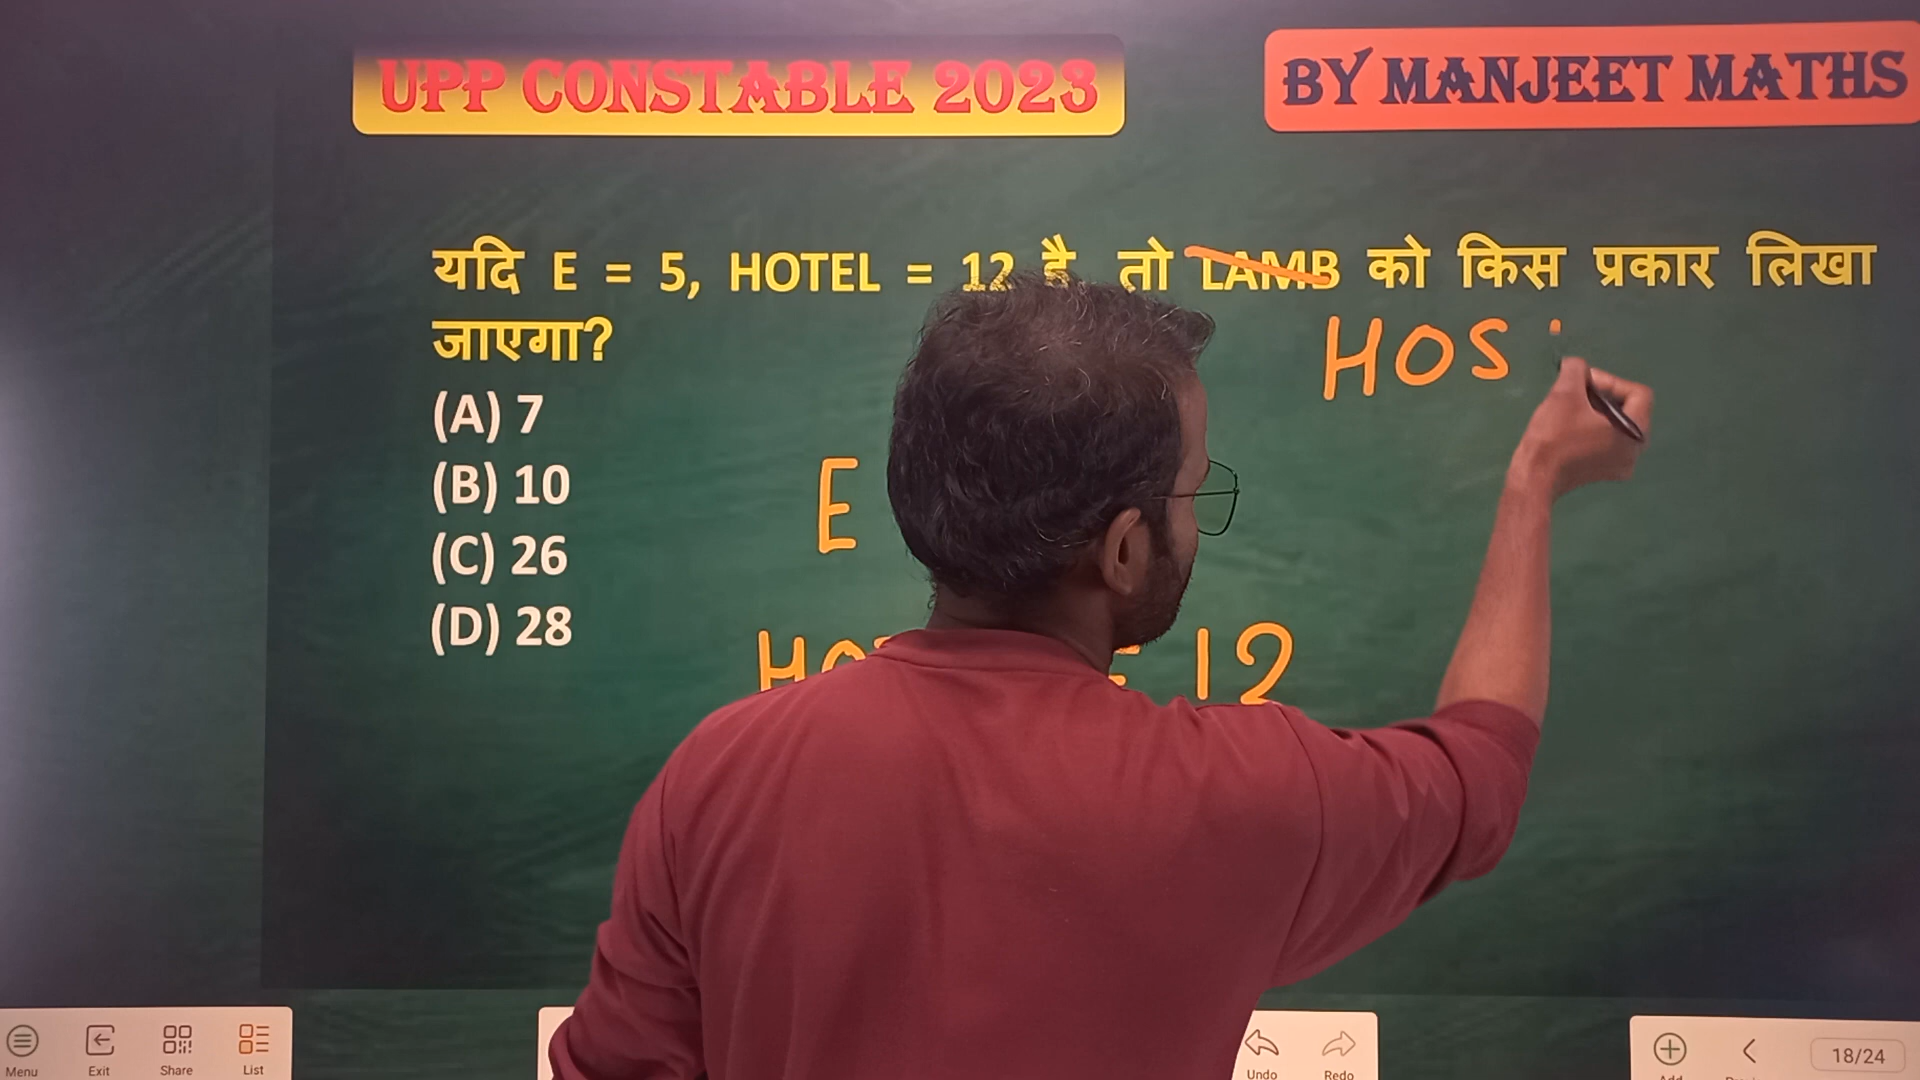 UPP CONSTABLE 2023
BY MANJEET MATHS
यदि E = 5, HOTEL = 12 है, तो LAMB को किस प्रकार लिखा
जाएगा?
HOS
(A) 7
(B) 10
(C) 26
(D) 28
E
12
Menu
Exit
Share
List
Undo
Redo
18/24